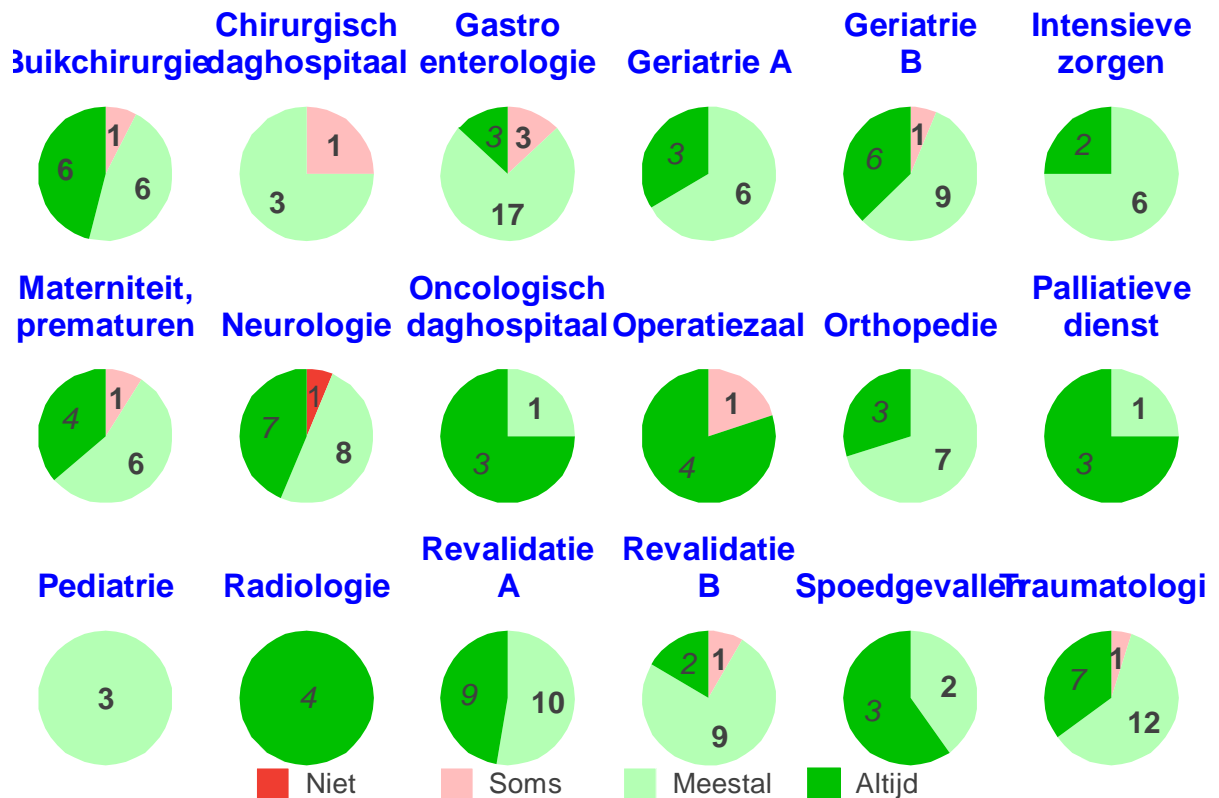 Buikchirurgie
Chirurgisch
daghospitaal
Gastro
enterologie
Geriatrie A
Geriatrie
B
Intensieve
zorgen
1
6
6
1
3
3
3
17
3
6
6
1
9
2
6
Materniteit,
prematuren
Neurologie
Oncologisch
daghospitaal
Operatiezaal
Orthopedie
Palliatieve
dienst
4
1
6
7
1
8
1
3
1
4
3
7
1
3
Pediatrie
Radiologie
Revalidatie
A
Revalidatie
B
Spoedgevallen
Traumatologi
3
4
9
10
2
1
9
2
3
7
1
12
Niet
Soms
Meestal
Altijd